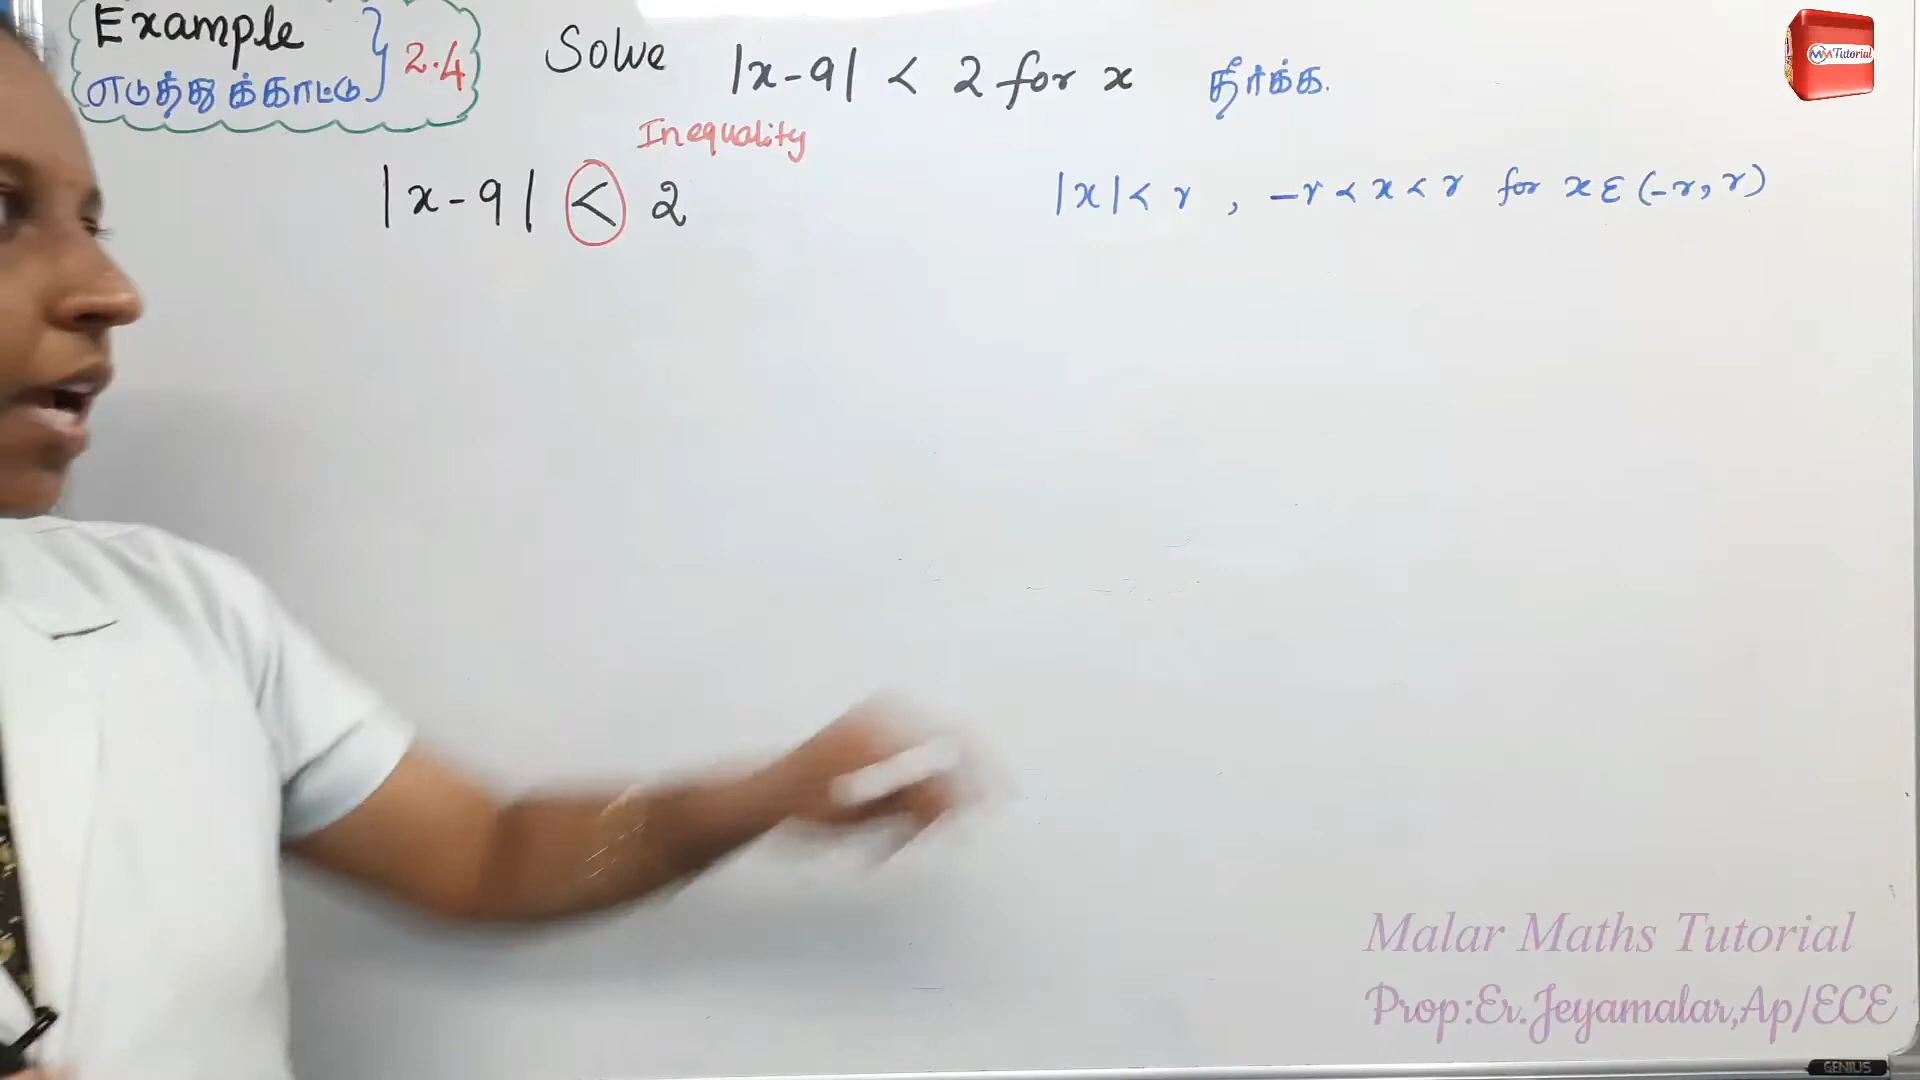 Example
எடுத்துக்காட்டு } 2.4
Solve |x-9| < 2 for x தீர்க்க.
Inequality
|x-9| < 2
|x| < r , -r < x < r for x ε (-r, r)
MM Tutorial
Malar Maths Tutorial
Prop:Er.Jeyamalar,Ap/ECE
GENIUS